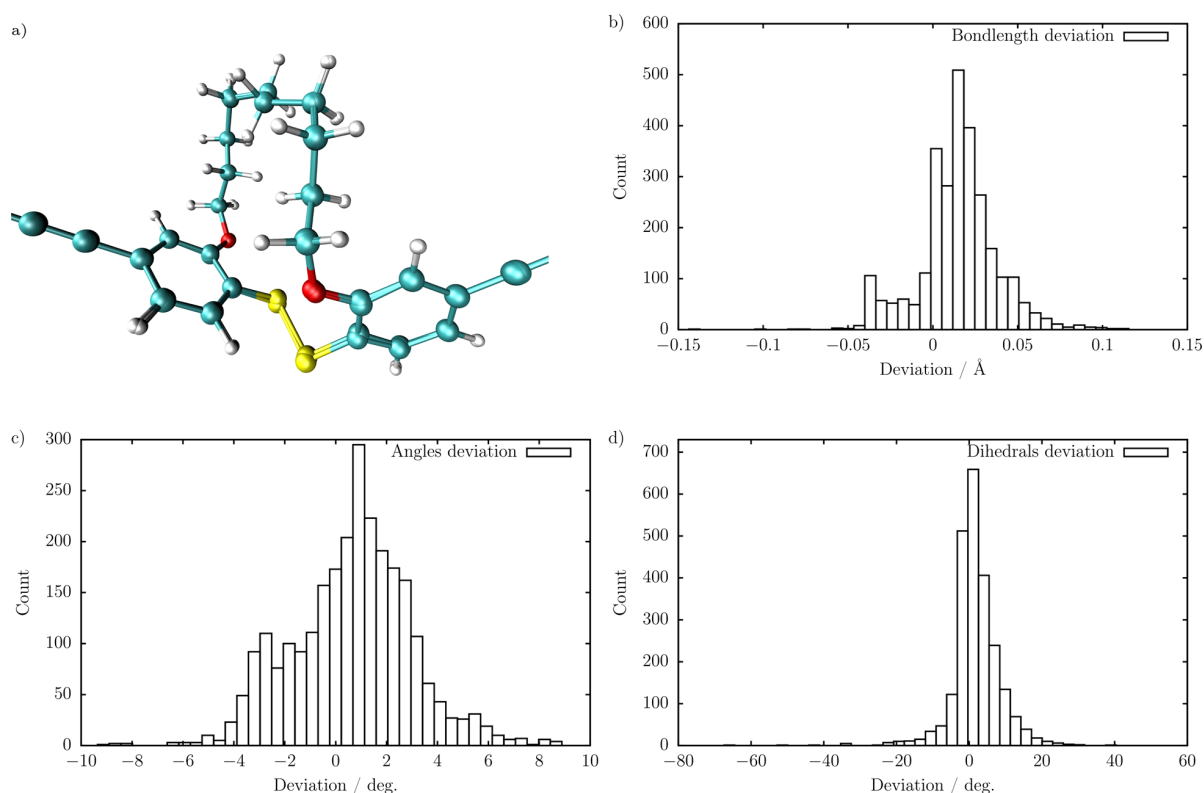 a)
b)
600
500
400
300
200
100
0
Count
Bondlength deviation
−0.15 −0.1 −0.05 0 0.05 0.1 0.15
Deviation / Å
c)
300
250
200
150
100
50
0
Count
Angles deviation
−10 −8 −6 −4 −2 0 2 4 6 8 10
Deviation / deg.
d)
700
600
500
400
300
200
100
0
Count
Dihedrals deviation
−80 −60 −40 −20 0 20 40 60
Deviation / deg.